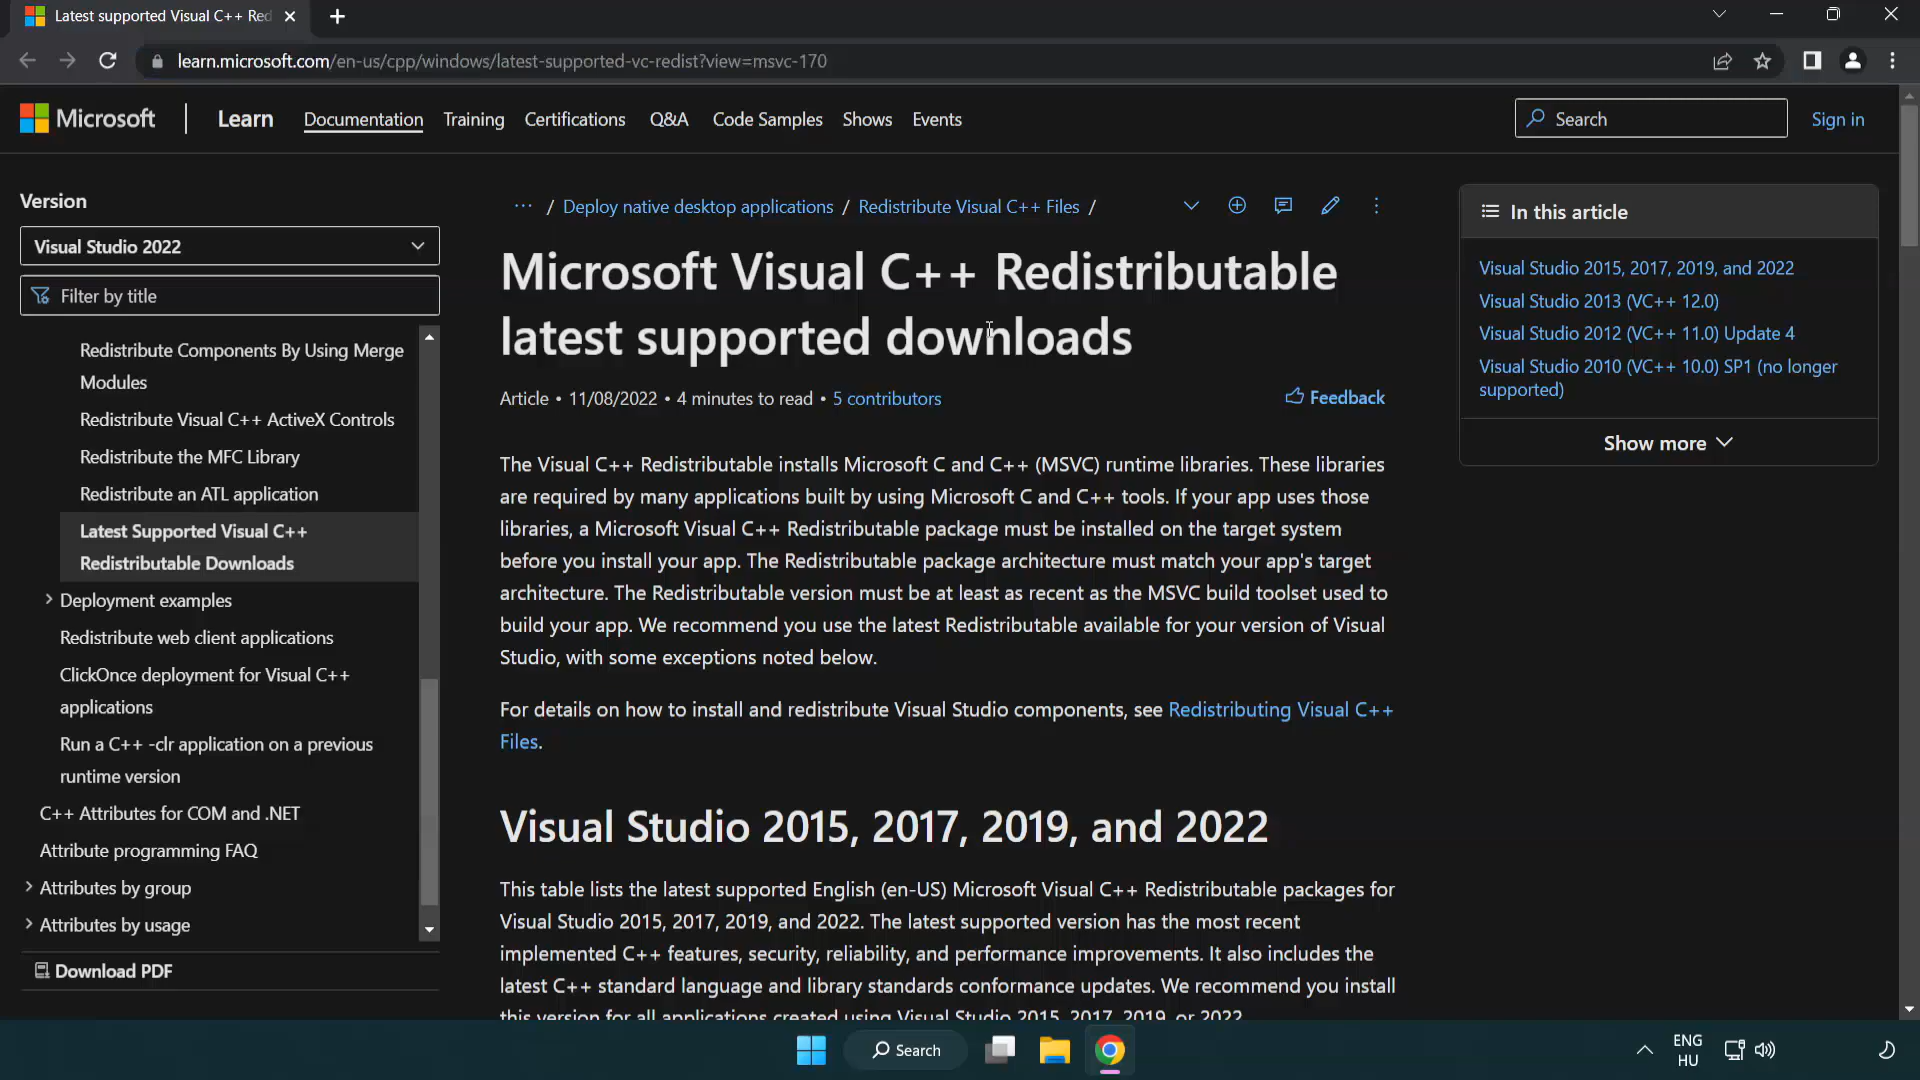 Latest supported Visual C++ Red
learn.microsoft.com/en-us/cpp/windows/latest-supported-vc-redist?view=msvc-170
Microsoft
Learn
Documentation
Training
Certifications
Q&A
Code Samples
Shows
Events
Search
Sign in
Version
Visual Studio 2022
Filter by title
Redistribute Components By Using Merge
Modules
Redistribute Visual C++ ActiveX Controls
Redistribute the MFC Library
Redistribute an ATL application
Latest Supported Visual C++
Redistributable Downloads
Deployment examples
Redistribute web client applications
ClickOnce deployment for Visual C++
applications
Run a C++ -clr application on a previous
runtime version
C++ Attributes for COM and .NET
Attribute programming FAQ
Attributes by group
Attributes by usage
Download PDF
··· / Deploy native desktop applications / Redistribute Visual C++ Files /
Microsoft Visual C++ Redistributable
latest supported downloads
Article • 11/08/2022 • 4 minutes to read • 5 contributors
Feedback
The Visual C++ Redistributable installs Microsoft C and C++ (MSVC) runtime libraries. These libraries
are required by many applications built by using Microsoft C and C++ tools. If your app uses those
libraries, a Microsoft Visual C++ Redistributable package must be installed on the target system
before you install your app. The Redistributable package architecture must match your app's target
architecture. The Redistributable version must be at least as recent as the MSVC build toolset used to
build your app. We recommend you use the latest Redistributable available for your version of Visual
Studio, with some exceptions noted below.
For details on how to install and redistribute Visual Studio components, see Redistributing Visual C++
Files.
Visual Studio 2015, 2017, 2019, and 2022
This table lists the latest supported English (en-US) Microsoft Visual C++ Redistributable packages for
Visual Studio 2015, 2017, 2019, and 2022. The latest supported version has the most recent
implemented C++ features, security, reliability, and performance improvements. It also includes the
latest C++ standard language and library standards conformance updates. We recommend you install
this version for all applications created using Visual Studio 2015, 2017, 2019, or 2022.
In this article
Visual Studio 2015, 2017, 2019, and 2022
Visual Studio 2013 (VC++ 12.0)
Visual Studio 2012 (VC++ 11.0) Update 4
Visual Studio 2010 (VC++ 10.0) SP1 (no longer
supported)
Show more
Search
ENG
HU